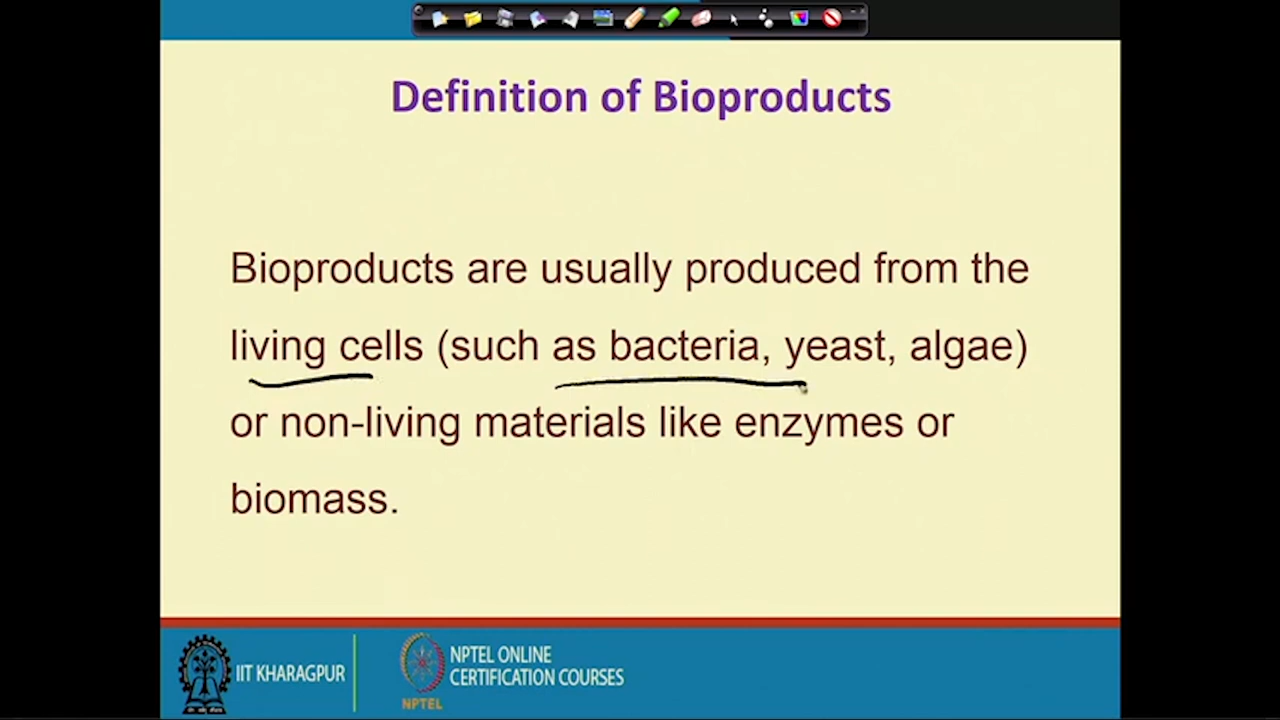 Definition of Bioproducts
Bioproducts are usually produced from the
living cells (such as bacteria, yeast, algae)
or non-living materials like enzymes or
biomass.
IIT KHARAGPUR
NPTEL ONLINE
CERTIFICATION COURSES
NPTEL